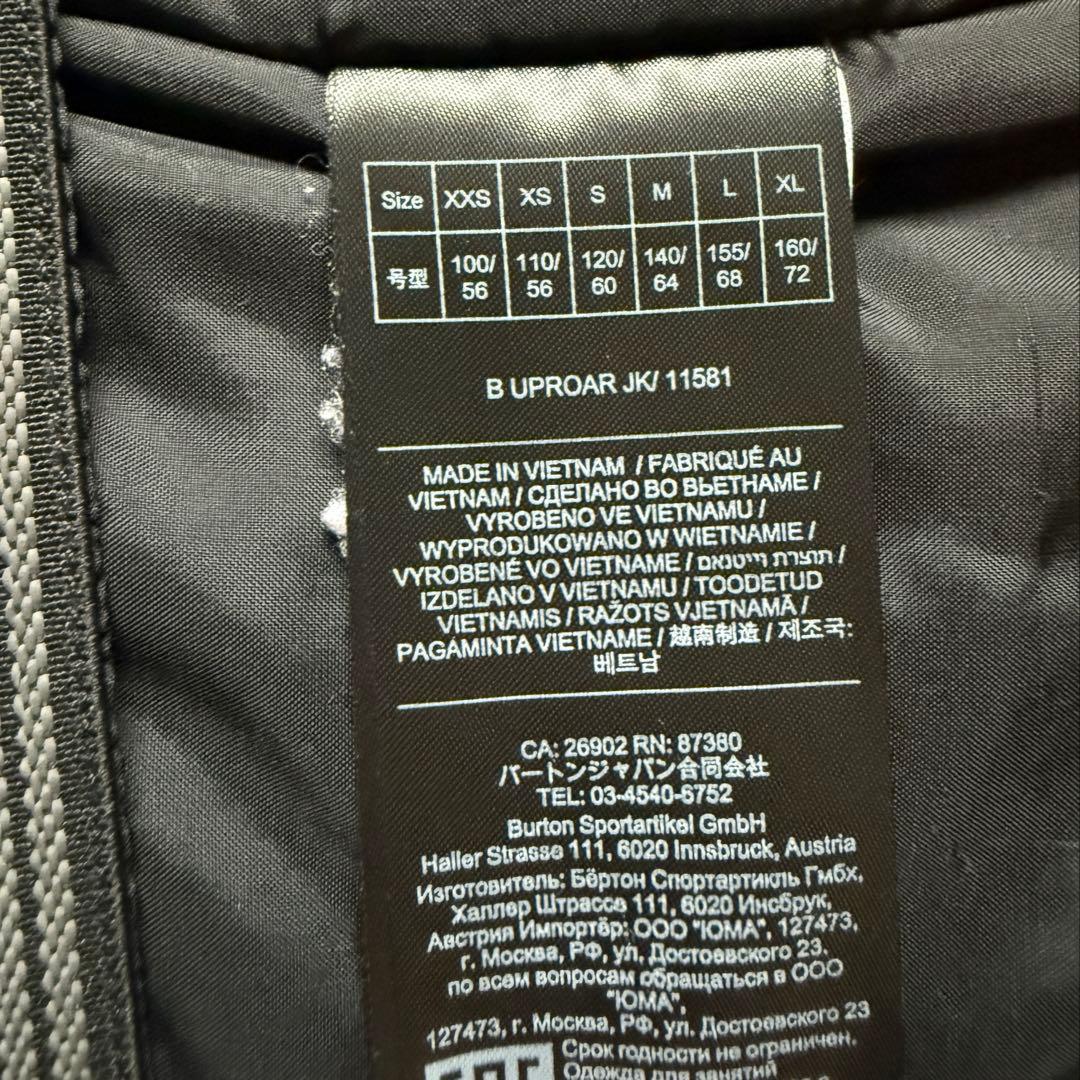 Size XXS XS S M L XL
号型 100/56 110/56 120/60 140/64 155/68 160/72
B UPROAR JK/ 11581
MADE IN VIETNAM / FABRIQUÉ AU
VIETNAM / СДЕЛАНО ВО ВЬЕТНАМЕ /
VYROBENO VE VIETNAMU /
WYPRODUKOWANO W WIETNAMIE /
VYROBENÉ VO VIETNAME / תוצרת וייטנאם /
IZDELANO V VIETNAMU / TOODETUD
VIETNAMIS / RAŽOTS VJETNAMĀ /
PAGAMINTA VIETNAME / 越南制造 / 제조국:
베트남
CA: 26902 RN: 87380
バートンジャパン合同会社
TEL: 03-4540-6752
Burton Sportartikel GmbH
Haller Strasse 111, 6020 Innsbruck, Austria
Изготовитель: Бёртон Спортартикль Гмбх,
Халлер Штрассе 111, 6020 Инсбрук,
Австрия Импортёр: ООО "ЮМА", 127473,
г. Москва, РФ, ул. Достоевского 23.
по всем вопросам обращаться в ООО
"ЮМА",
127473, г. Москва, РФ, ул. Достоевского 23
Срок годности не ограничен.
Одежда для занятий